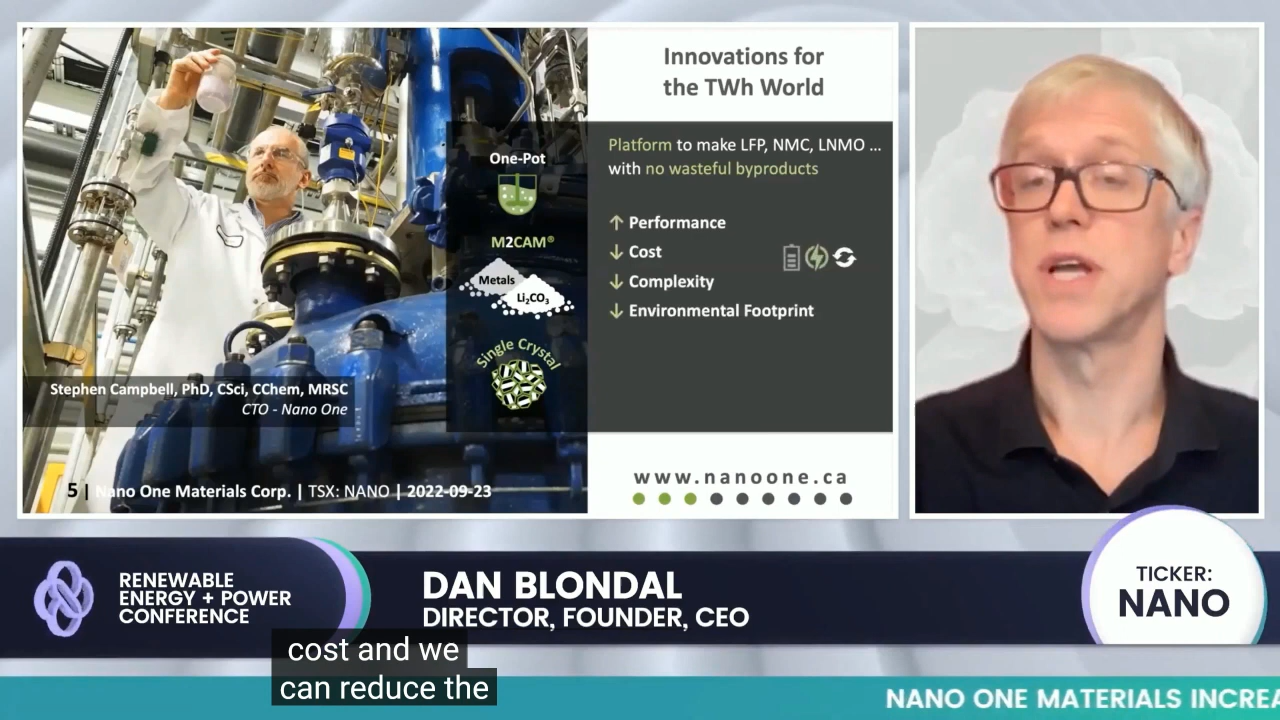 Innovations for
the TWh World
One-Pot
M2CAM®
Metals
Li₂CO₃
Single Crystal
Platform to make LFP, NMC, LNMO ...
with no wasteful byproducts
↑ Performance
↓ Cost
↓ Complexity
↓ Environmental Footprint
Stephen Campbell, PhD, CSci, CChem, MRSC
CTO - Nano One
5 | Nano One Materials Corp. | TSX: NANO | 2022-09-23
www.nanoone.ca
RENEWABLE
ENERGY + POWER
CONFERENCE
DAN BLONDAL
DIRECTOR, FOUNDER, CEO
TICKER:
NANO
cost and we
can reduce the
NANO ONE MATERIALS INCREA